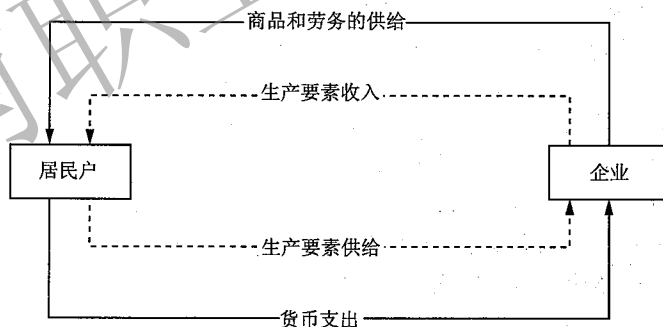 商品和劳务的供给
生产要素收入
居民户
企业
生产要素供给
货币支出